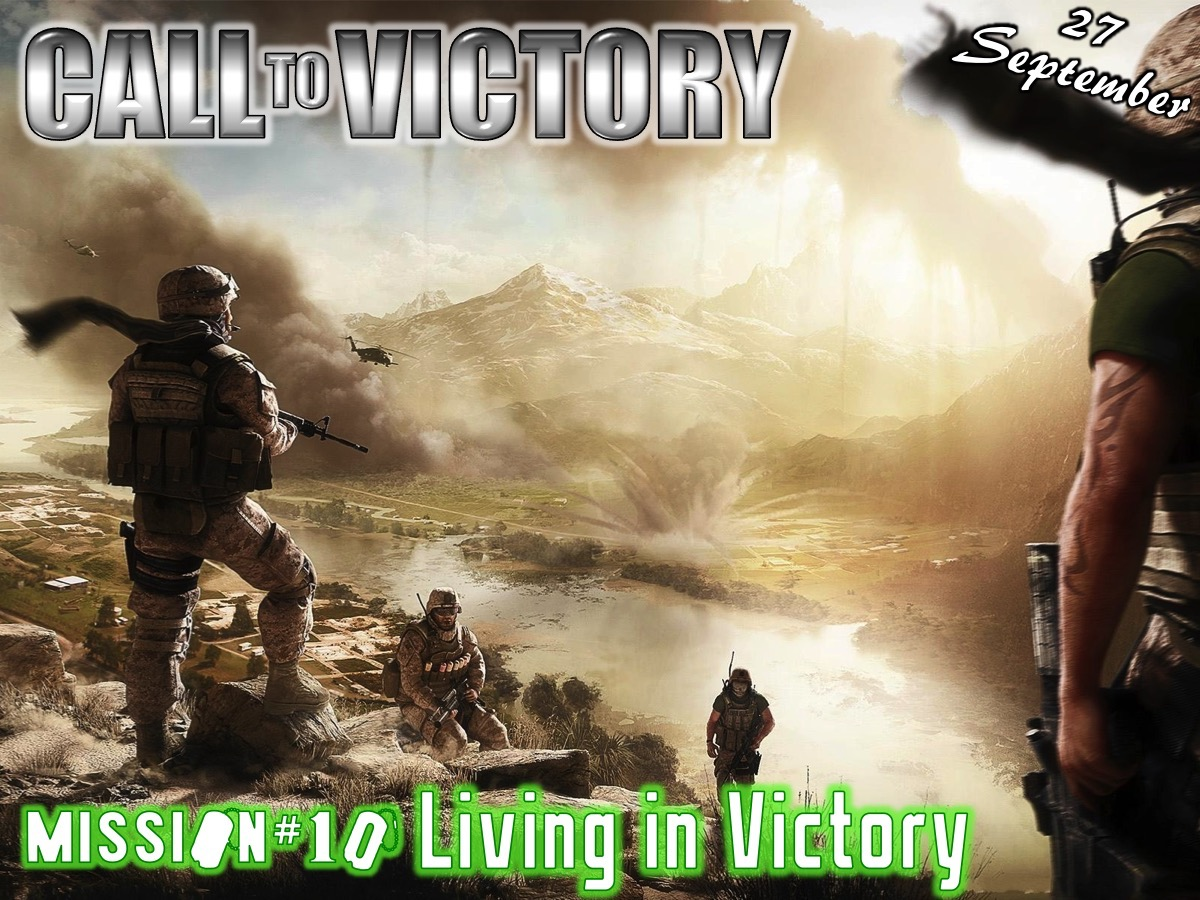 CALL TO VICTORY
27
September
MISSION#10 Living in Victory